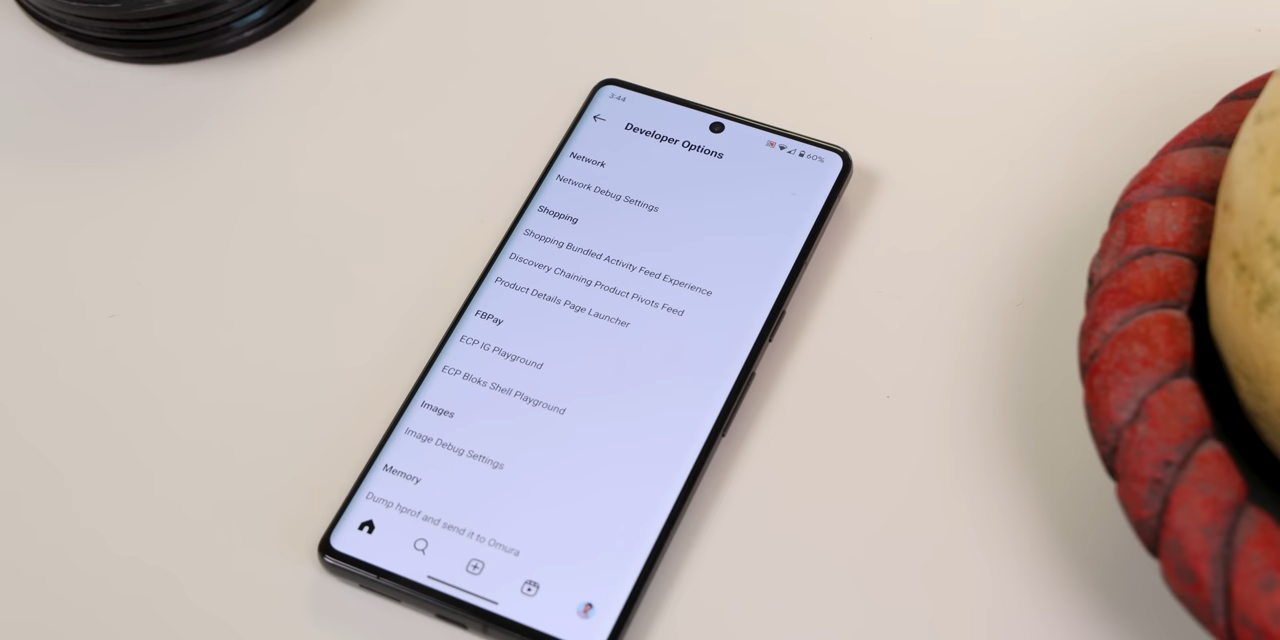 3:44
60%
Developer Options
Network
Network Debug Settings
Shopping
Shopping Bundled Activity Feed Experience
Discovery Chaining Product Pivots Feed
Product Details Page Launcher
FBPay
ECP IG Playground
ECP Bloks Shell Playground
Images
Image Debug Settings
Memory
Dump hprof and send it to Omura